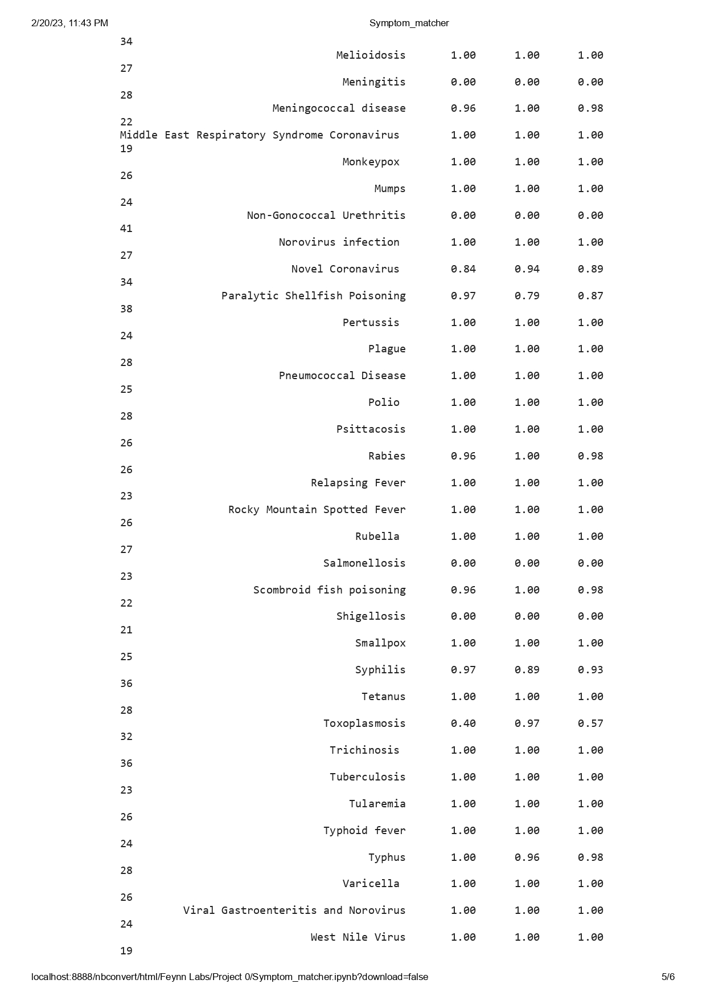 2/20/23, 11:43 PM Symptom_matcher
34
Melioidosis 1.00 1.00 1.00
27
Meningitis 0.00 0.00 0.00
28
Meningococcal disease 0.96 1.00 0.98
22
Middle East Respiratory Syndrome Coronavirus 1.00 1.00 1.00
19
Monkeypox 1.00 1.00 1.00
26
Mumps 1.00 1.00 1.00
24
Non-Gonococcal Urethritis 0.00 0.00 0.00
41
Norovirus infection 1.00 1.00 1.00
27
Novel Coronavirus 0.84 0.94 0.89
34
Paralytic Shellfish Poisoning 0.97 0.79 0.87
38
Pertussis 1.00 1.00 1.00
24
Plague 1.00 1.00 1.00
28
Pneumococcal Disease 1.00 1.00 1.00
25
Polio 1.00 1.00 1.00
28
Psittacosis 1.00 1.00 1.00
26
Rabies 0.96 1.00 0.98
26
Relapsing Fever 1.00 1.00 1.00
23
Rocky Mountain Spotted Fever 1.00 1.00 1.00
26
Rubella 1.00 1.00 1.00
27
Salmonellosis 0.00 0.00 0.00
23
Scombroid fish poisoning 0.96 1.00 0.98
22
Shigellosis 0.00 0.00 0.00
21
Smallpox 1.00 1.00 1.00
25
Syphilis 0.97 0.89 0.93
36
Tetanus 1.00 1.00 1.00
28
Toxoplasmosis 0.40 0.97 0.57
32
Trichinosis 1.00 1.00 1.00
36
Tuberculosis 1.00 1.00 1.00
23
Tularemia 1.00 1.00 1.00
26
Typhoid fever 1.00 1.00 1.00
24
Typhus 1.00 0.96 0.98
28
Varicella 1.00 1.00 1.00
26
Viral Gastroenteritis and Norovirus 1.00 1.00 1.00
24
West Nile Virus 1.00 1.00 1.00
19
localhost:8888/nbconvert/html/Feynn Labs/Project 0/Symptom_matcher.ipynb?download=false 5/6